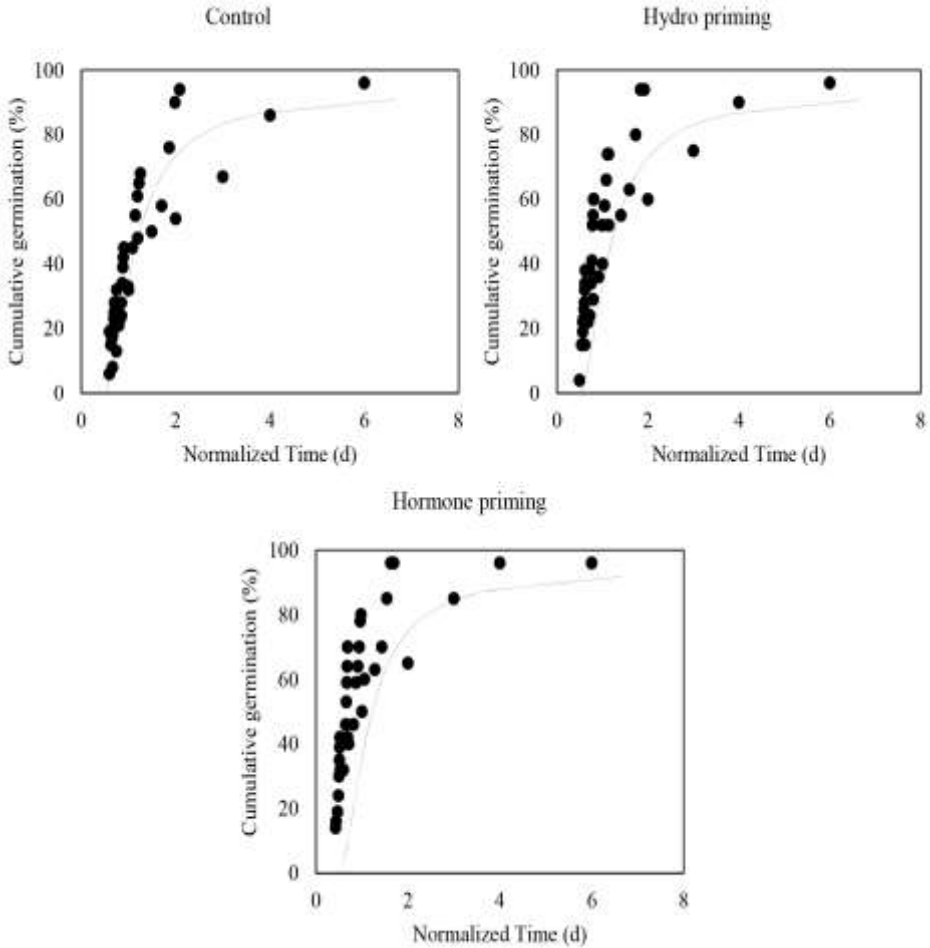 Control
Cumulative germination (%)
100
80
60
40
20
0
0 2 4 6 8
Normalized Time (d)
Hydro priming
Cumulative germination (%)
100
80
60
40
20
0
0 2 4 6 8
Normalized Time (d)
Hormone priming
Cumulative germination (%)
100
80
60
40
20
0
0 2 4 6 8
Normalized Time (d)